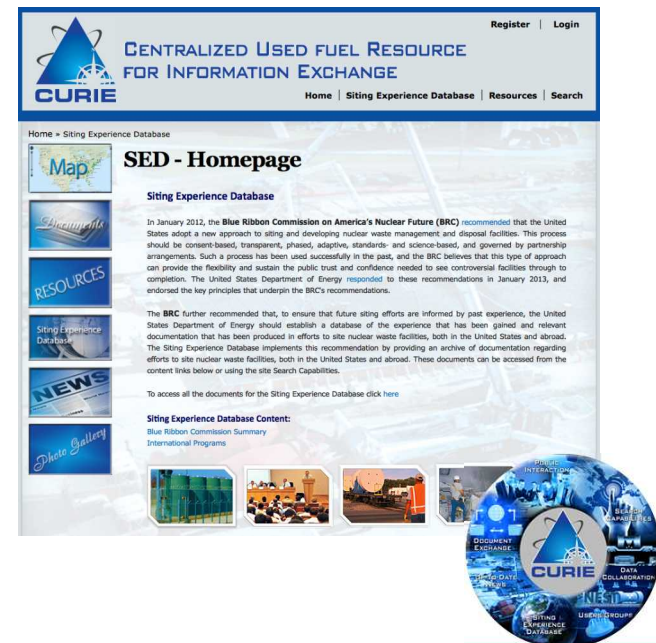 Register | Login
CURIE
CENTRALIZED USED FUEL RESOURCE
FOR INFORMATION EXCHANGE
Home | Siting Experience Database | Resources | Search
Home » Siting Experience Database
Map
Documents
RESOURCES
Siting Experience
Database
NEWS
Photo Gallery
SED - Homepage
Siting Experience Database
In January 2012, the Blue Ribbon Commission on America's Nuclear Future (BRC) recommended that the United
States adopt a new approach to siting and developing nuclear waste management and disposal facilities. This process
should be consent-based, transparent, phased, adaptive, standards- and science-based, and governed by partnership
arrangements. Such a process has been used successfully in the past, and the BRC believes that this type of approach
can provide the flexibility and sustain the public trust and confidence needed to see controversial facilities through to
completion. The United States Department of Energy responded to these recommendations in January 2013, and
endorsed the key principles that underpin the BRC's recommendations.
The BRC further recommended that, to ensure that future siting efforts are informed by past experience, the United
States Department of Energy should establish a database of the experience that has been gained and relevant
documentation that has been produced in efforts to site nuclear waste facilities, both in the United States and abroad.
The Siting Experience Database implements this recommendation by providing an archive of documentation regarding
efforts to site nuclear waste facilities, both in the United States and abroad. These documents can be accessed from the
content links below or using the site Search Capabilities.
To access all the documents for the Siting Experience Database click here
Siting Experience Database Content:
Blue Ribbon Commission Summary
International Programs
PUBLIC
INTERACTION
SEARCH
CAPABILITIES
DOCUMENT
EXCHANGE
CURIE
DATA
COLLABORATION
UP-TO-DATE
NEWS
SITING
EXPERIENCE
DATABASE